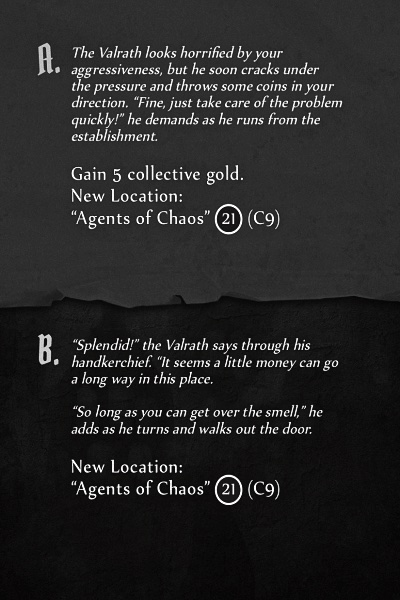 A. The Valrath looks horrified by your
aggressiveness, but he soon cracks under
the pressure and throws some coins in your
direction. “Fine, just take care of the problem
quickly!” he demands as he runs from the
establishment.
Gain 5 collective gold.
New Location:
“Agents of Chaos” 21 (C9)
B. “Splendid!” the Valrath says through his
handkerchief. “It seems a little money can go
a long way in this place.
“So long as you can get over the smell,” he
adds as he turns and walks out the door.
New Location:
“Agents of Chaos” 21 (C9)